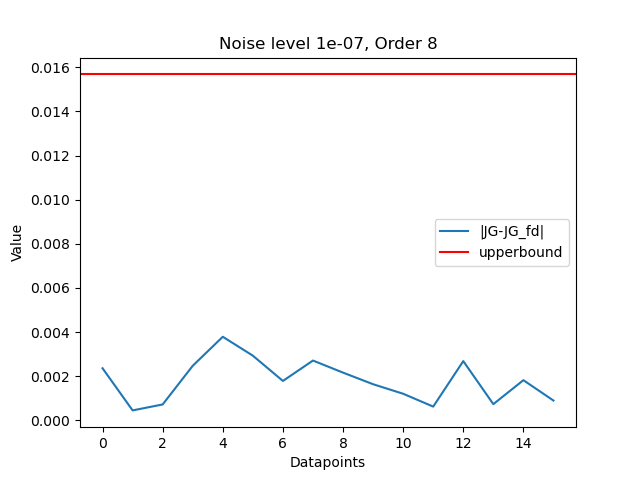 Noise level 1e-07, Order 8
0.016
0.014
0.012
0.010
0.008
0.006
0.004
0.002
0.000
Value
|JG-JG_fd|
upperbound
0 2 4 6 8 10 12 14
Datapoints